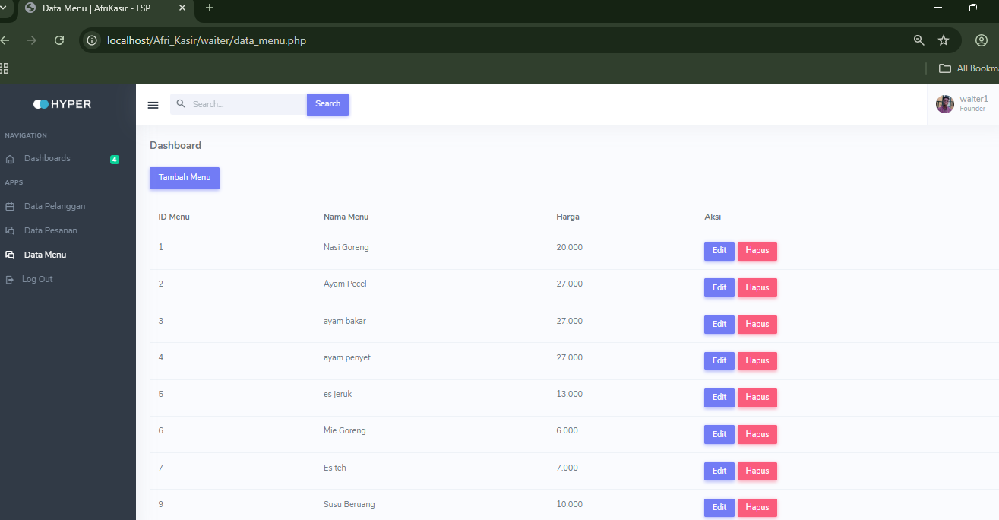 Data Menu | AfriKasir - LSP
localhost/Afri_Kasir/waiter/data_menu.php
All Bookma
HYPER
Search...
Search
waiter1
Founder
NAVIGATION
Dashboards
4
APPS
Data Pelanggan
Data Pesanan
Data Menu
Log Out
Dashboard
Tambah Menu
ID Menu Nama Menu Harga Aksi
1 Nasi Goreng 20.000 Edit Hapus
2 Ayam Pecel 27.000 Edit Hapus
3 ayam bakar 27.000 Edit Hapus
4 ayam penyet 27.000 Edit Hapus
5 es jeruk 13.000 Edit Hapus
6 Mie Goreng 6.000 Edit Hapus
7 Es teh 7.000 Edit Hapus
9 Susu Beruang 10.000 Edit Hapus